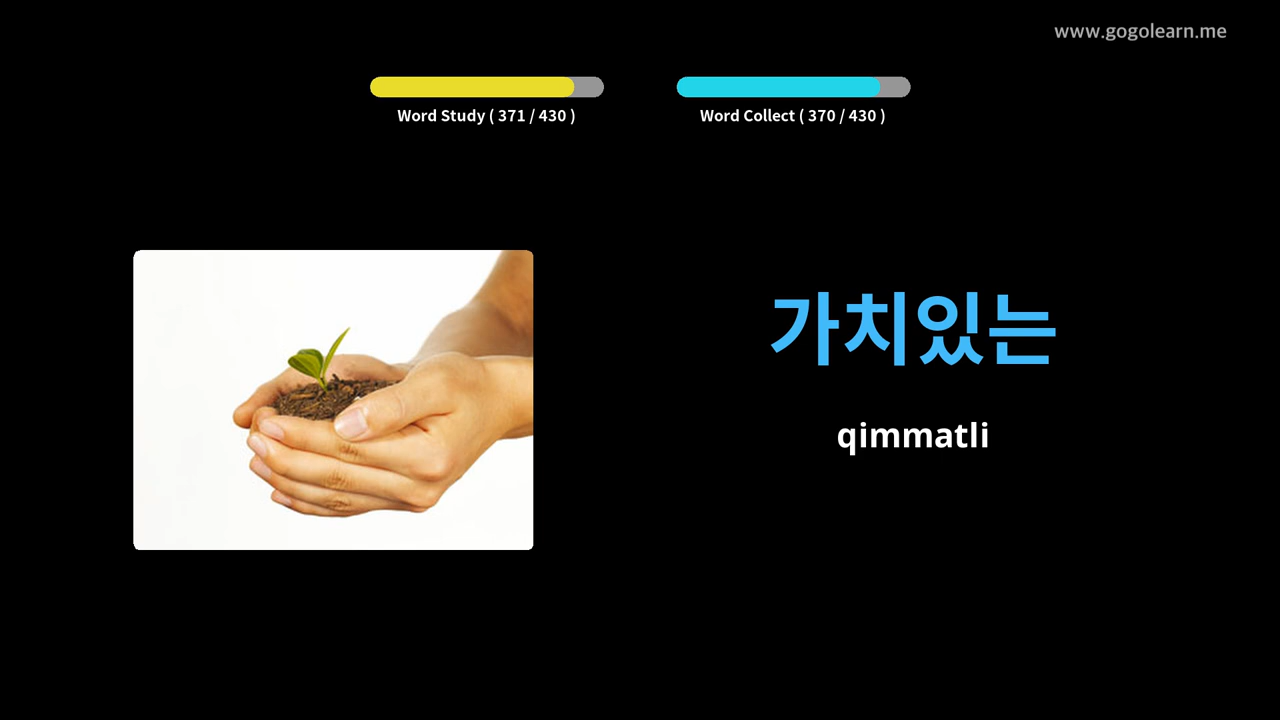 www.gogolearn.me
Word Study ( 371 / 430 )
Word Collect ( 370 / 430 )
가치있는
qimmatli